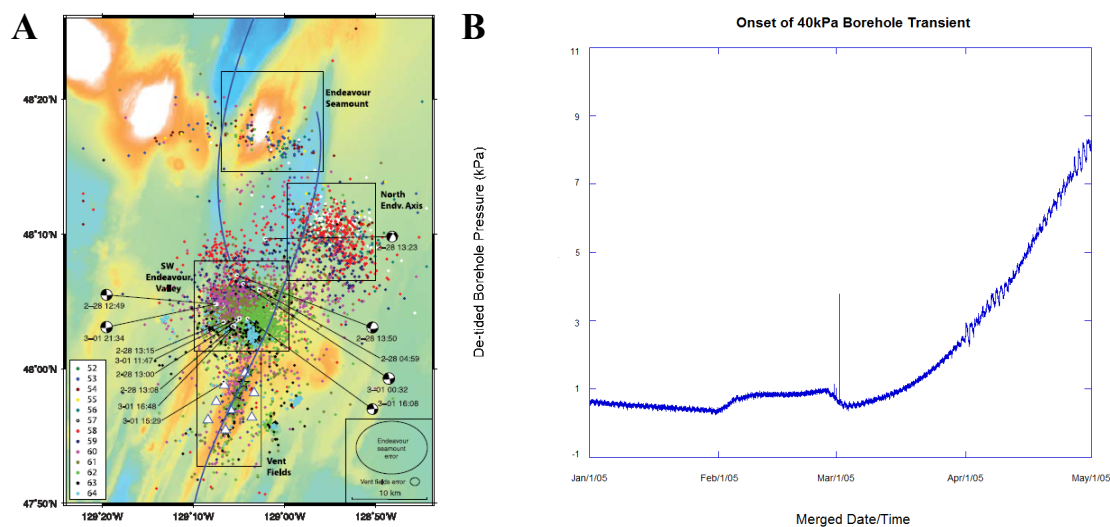 A
48°20'N
48°10'N
48°00'N
47°50'N
129°20'W
129°10'W
129°00'W
128°50'W
Endeavour
Seamount
North
Endv. Axis
2-28 13:23
SW
Endeavour
Valley
2-28 12:49
3-01 21:34
2-28 13:15
3-01 11:47
2-28 13:00
2-28 13:08
3-01 16:48
3-01 15:29
2-28 13:50
2-28 04:59
3-01 00:32
3-01 16:08
52
53
54
55
56
57
58
59
60
61
62
63
64
Vent
Fields
Endeavour
seamount
error
Vent fields error
10 km
B
Onset of 40kPa Borehole Transient
De-tided Borehole Pressure (kPa)
11
9
7
5
3
1
-1
Jan/1/05
Feb/1/05
Mar/1/05
Apr/1/05
May/1/05
Merged Date/Time